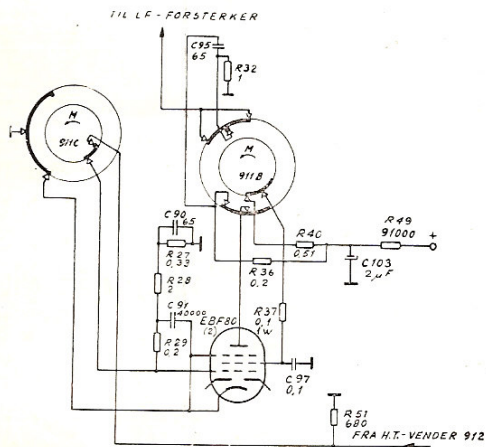 TIL LF-FORSTERKER
C95
65
R32
1
M
911C
M
911B
C90
65
R27
0,33
R28
2
C91
40000
R29
0,2
EBF80
(2)
R40
0,51
R49
91000
+
R36
0,2
C103
2µF
R37
0,1
1W
C97
0,1
R51
680
FRA H.T.-VENDER 912